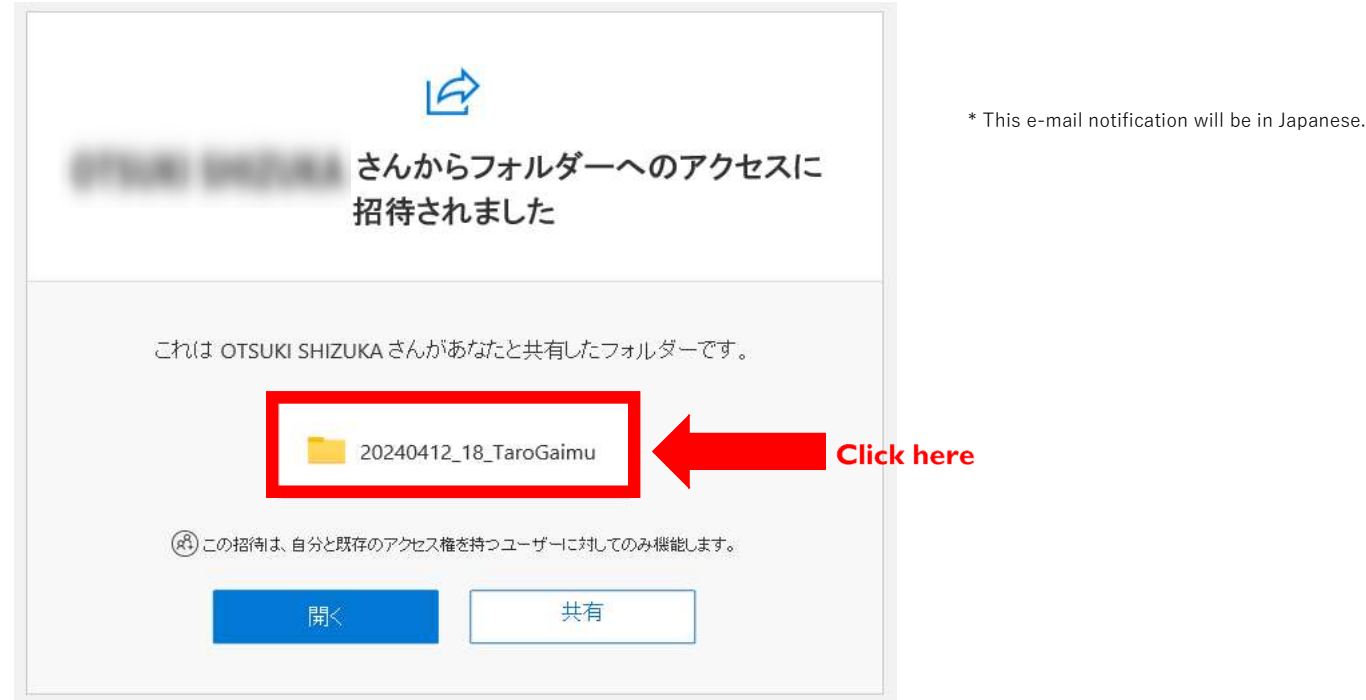 * This e-mail notification will be in Japanese.
さんからフォルダーへのアクセスに
招待されました
これは OTSUKI SHIZUKA さんがあなたと共有したフォルダーです。
20240412_18_TaroGaimu
Click here
この招待は、自分と既存のアクセス権を持つユーザーに対してのみ機能します。
開く
共有